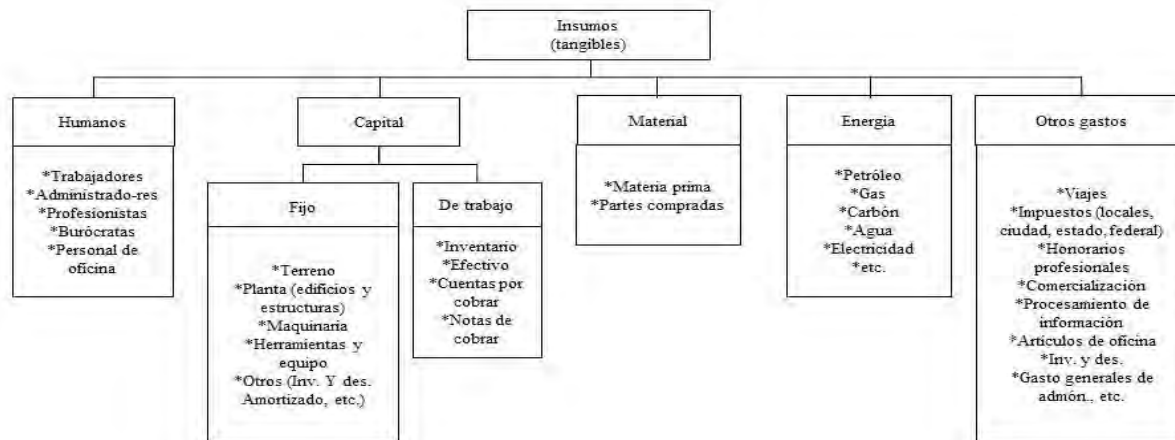 Insumos
(tangibles)
Humanos
*Trabajadores
*Administrado-res
*Profesionistas
*Burócratas
*Personal de
oficina
Capital
Fijo
*Terreno
*Planta (edificios y
estructuras)
*Maquinaria
*Herramientas y
equipo
*Otros (Inv. Y des.
Amortizado, etc.)
De trabajo
*Inventario
*Efectivo
*Cuentas por
cobrar
*Notas de
cobrar
Material
*Materia prima
*Partes compradas
Energia
*Petróleo
*Gas
*Carbón
*Agua
*Electricidad
*etc.
Otros gastos
*Viajes
*Impuestos (locales,
ciudad, estado, federal)
*Honorarios
profesionales
*Comercialización
*Procesamiento de
información
*Artículos de oficina
*Inv. y des.
*Gasto generales de
admón., etc.